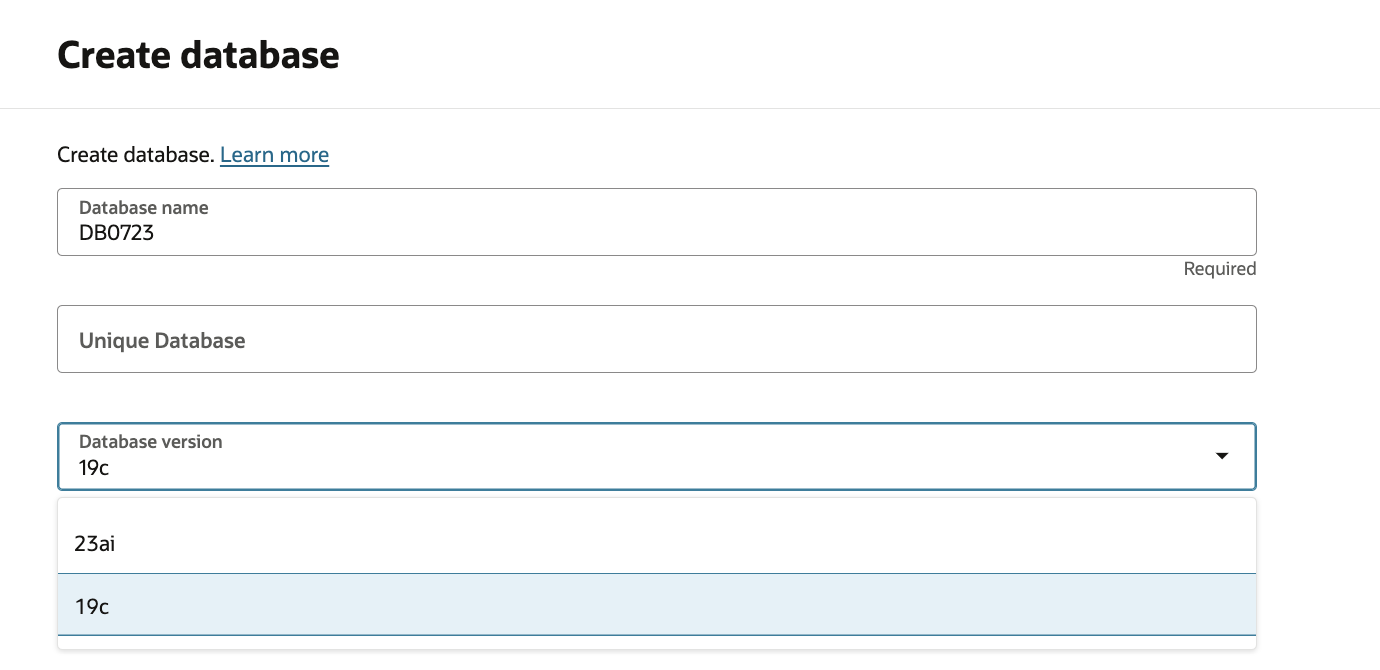 Create database
Create database. Learn more
Database name
DB0723
Required
Unique Database
Database version
19c
23ai
19c